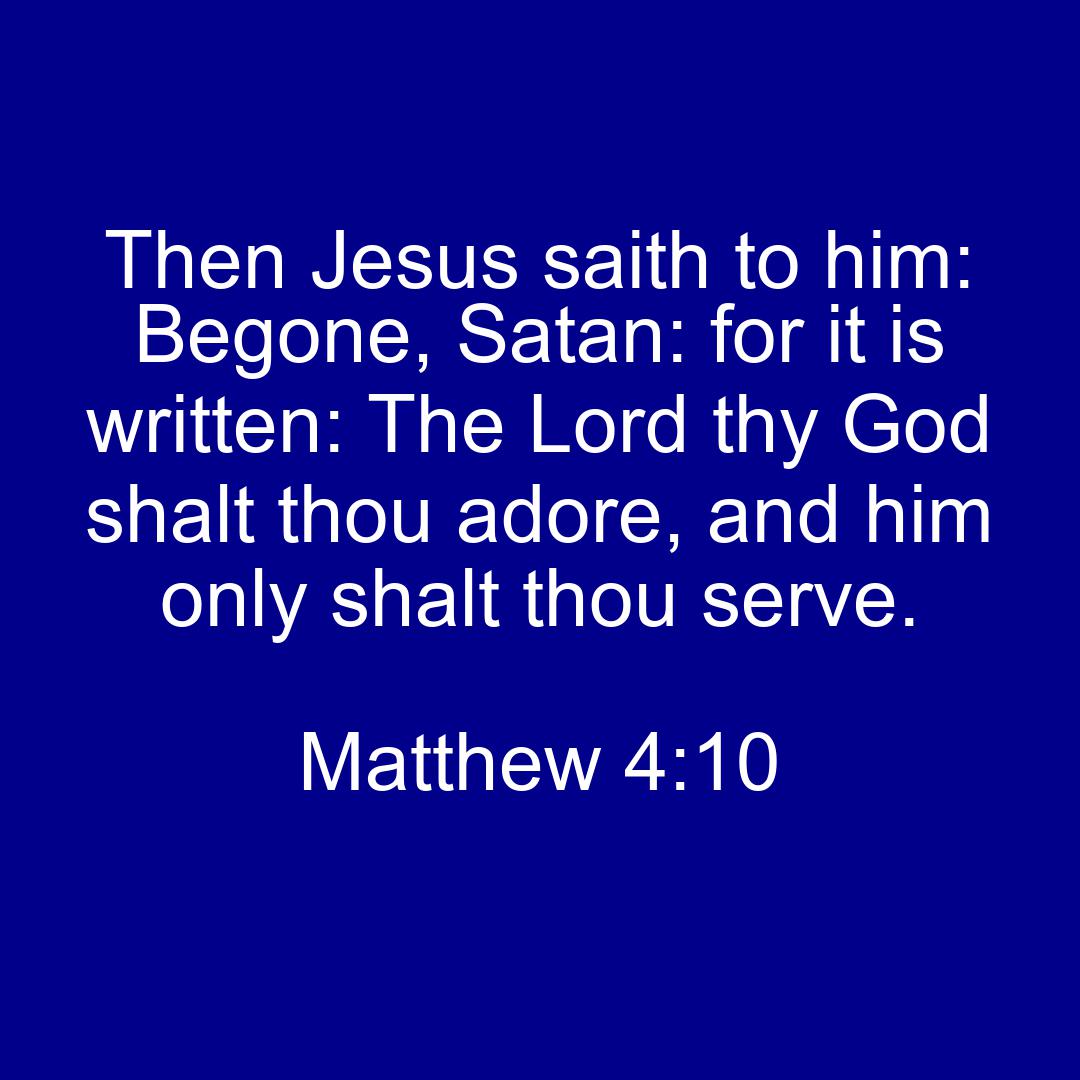 Then Jesus saith to him:
Begone, Satan: for it is
written: The Lord thy God
shalt thou adore, and him
only shalt thou serve.
Matthew 4:10